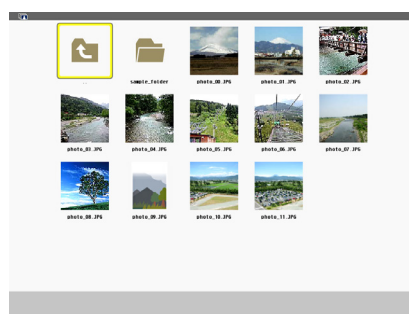 sample_folder
photo_00.JPG
photo_01.JPG
photo_02.JPG
photo_03.JPG
photo_04.JPG
photo_05.JPG
photo_06.JPG
photo_07.JPG
photo_08.JPG
photo_09.JPG
photo_10.JPG
photo_11.JPG